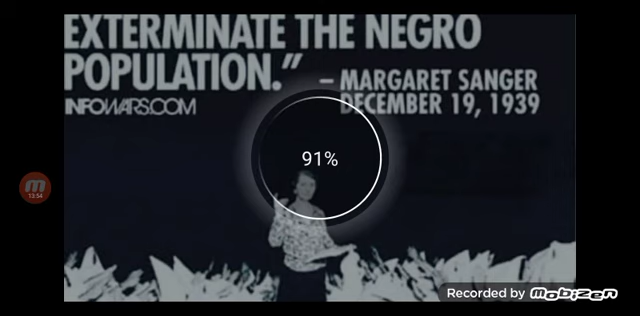 EXTERMINATE THE NEGRO
POPULATION."
– MARGARET SANGER
INFOWARS.COM
DECEMBER 19, 1939
91%
13:54
Recorded by mobizen